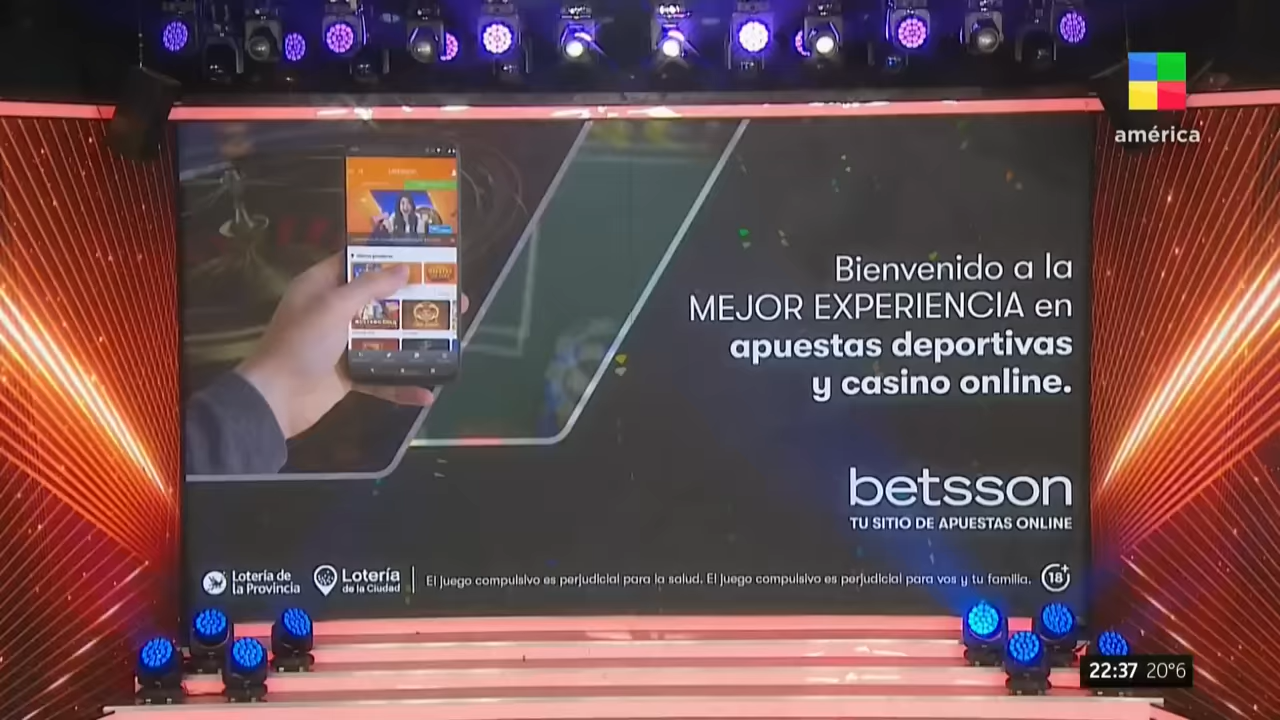 américa
betsson
Bienvenido a la
MEJOR EXPERIENCIA en
apuestas deportivas
y casino online.
betsson
TU SITIO DE APUESTAS ONLINE
Lotería de
la Provincia
Lotería
de la Ciudad
El juego compulsivo es perjudicial para la salud. El juego compulsivo es perjudicial para vos y tu familia.
18+
22:37 20°6